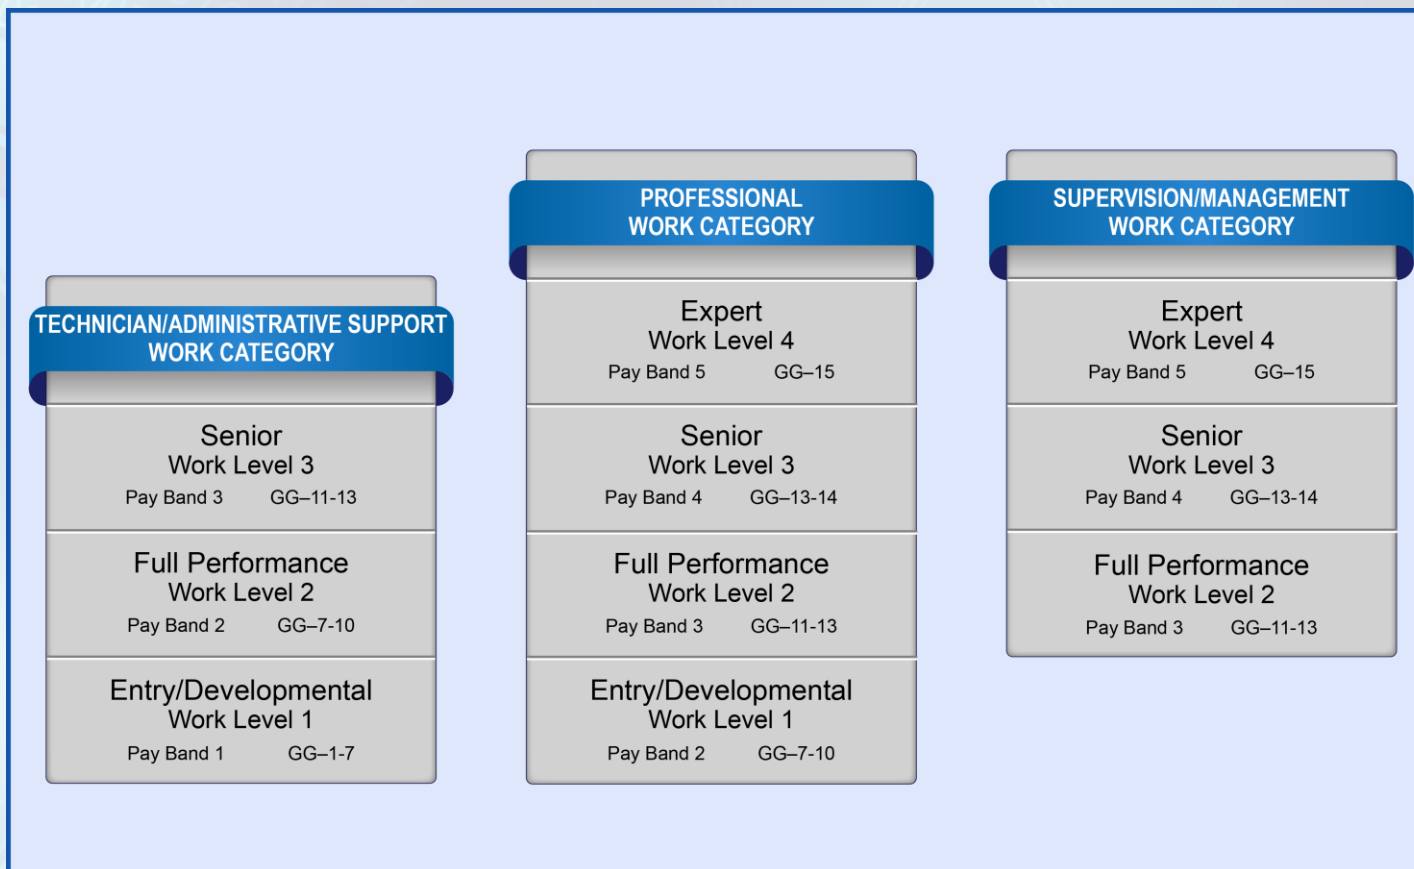 TECHNICIAN/ADMINISTRATIVE SUPPORT
WORK CATEGORY
Senior
Work Level 3
Pay Band 3 GG–11-13
Full Performance
Work Level 2
Pay Band 2 GG–7-10
Entry/Developmental
Work Level 1
Pay Band 1 GG–1-7
PROFESSIONAL
WORK CATEGORY
Expert
Work Level 4
Pay Band 5 GG–15
Senior
Work Level 3
Pay Band 4 GG–13-14
Full Performance
Work Level 2
Pay Band 3 GG–11-13
Entry/Developmental
Work Level 1
Pay Band 2 GG–7-10
SUPERVISION/MANAGEMENT
WORK CATEGORY
Expert
Work Level 4
Pay Band 5 GG–15
Senior
Work Level 3
Pay Band 4 GG–13-14
Full Performance
Work Level 2
Pay Band 3 GG–11-13